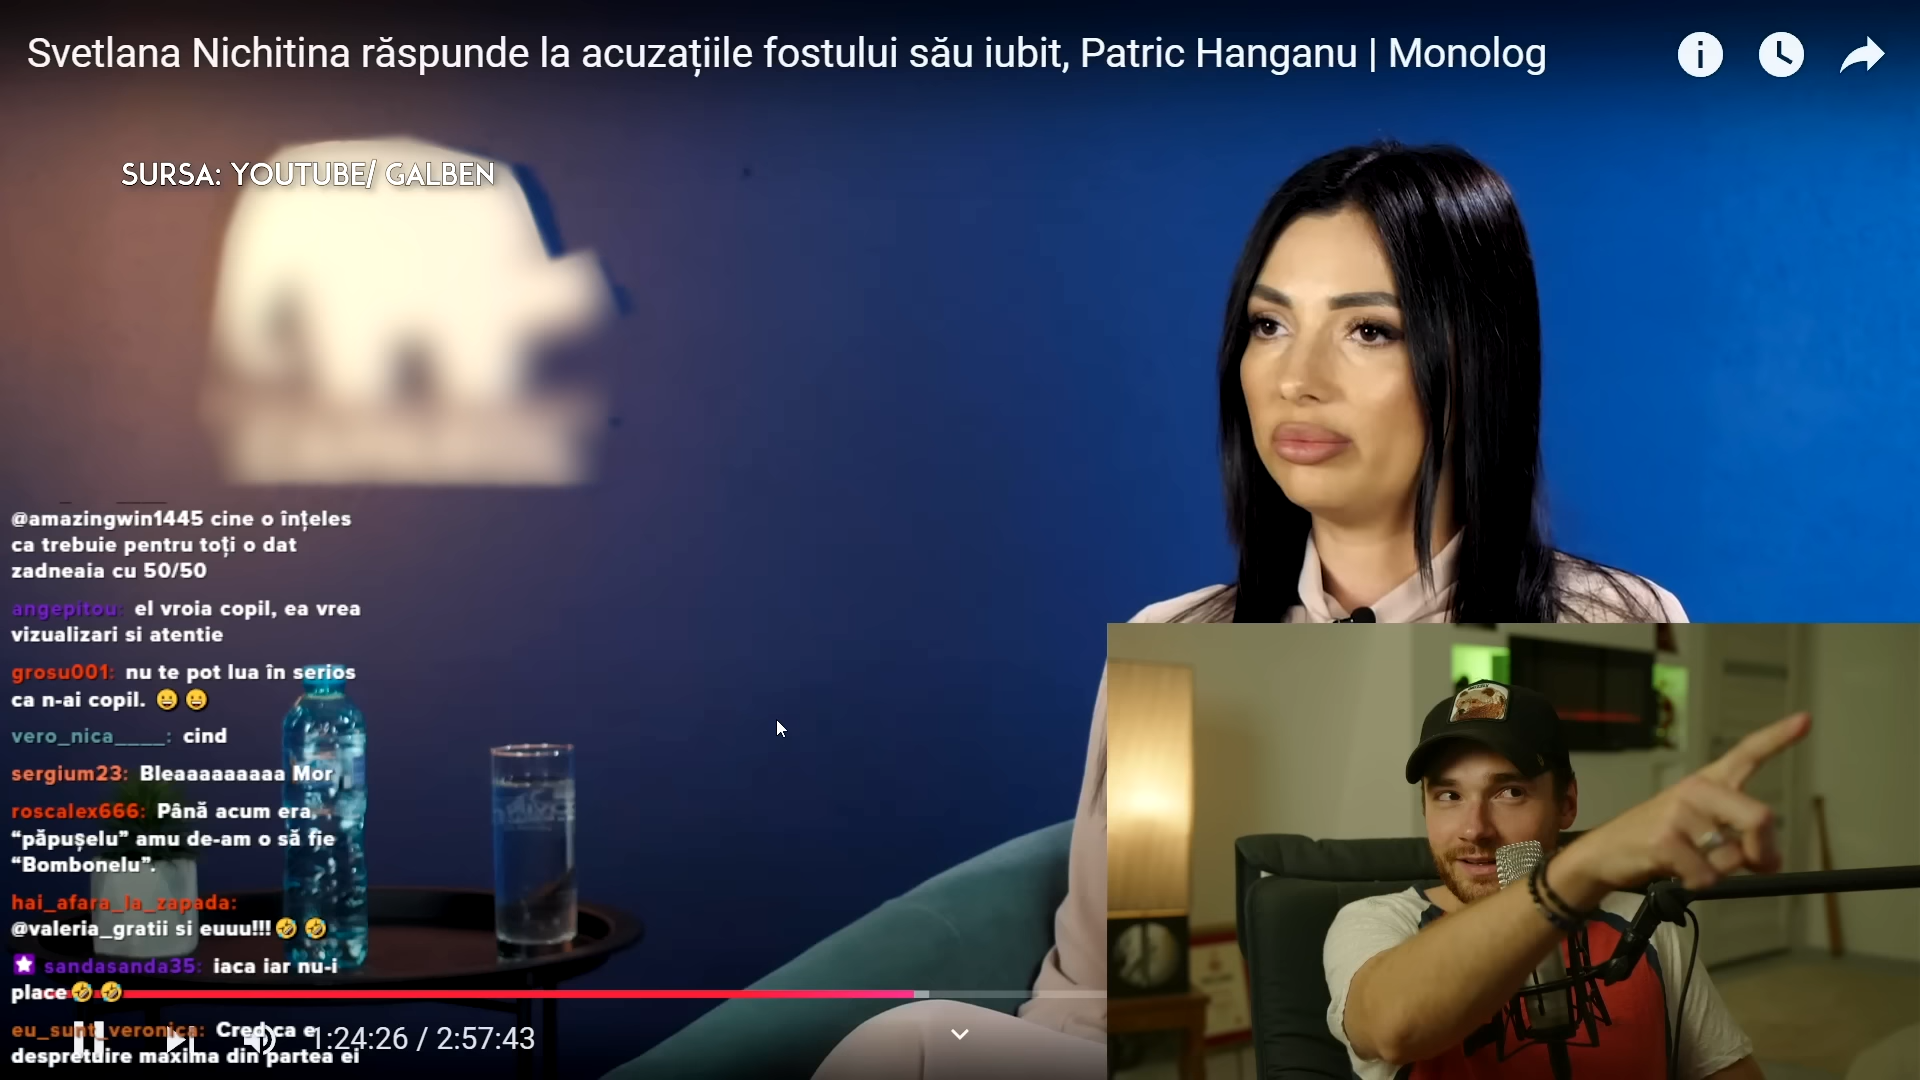 Svetlana Nichitina răspunde la acuzațiile fostului său iubit, Patric Hanganu | Monolog
SURSA: YOUTUBE/ GALBEN
@amazingwin1445 cine o înțeles
ca trebuie pentru toți o dat
zadneaia cu 50/50
angepitou: el vroia copil, ea vrea
vizualizari si atentie
grosu001: nu te pot lua în serios
ca n-ai copil. 😀 😀
vero_nica____: cind
sergium23: Bleaaaaaaaaa Mor
roscalex666: Până acum era,
“păpușelu” amu de-am o să fie
“Bombonelu”.
hai_afara_la_zapada:
@valeria_gratii si euuu!!! 🤣 🤣
sandasanda35: iaca iar nu-i
place 🤣 🤣
eu_sunt_veronica: Cred ca e
despretuire maxima din partea ei
1:24:26 / 2:57:43